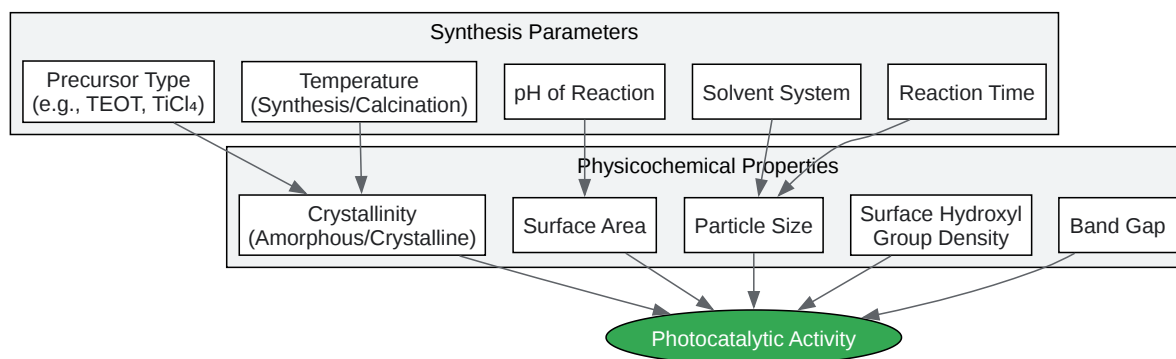 Synthesis Parameters
Precursor Type
(e.g., TEOT, TiCl₄)
Temperature
(Synthesis/Calcination)
pH of Reaction
Solvent System
Reaction Time
Physicochemical Properties
Crystallinity
(Amorphous/Crystalline)
Surface Area
Particle Size
Surface Hydroxyl
Group Density
Band Gap
Photocatalytic Activity